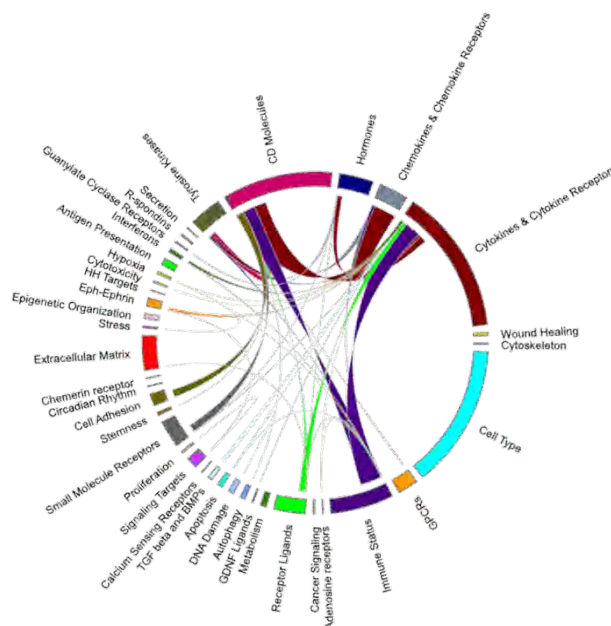 CD Molecules
Hormones
Chemokines & Chemokine Receptors
Cytokines & Cytokine Receptor
Wound Healing
Cytoskeleton
Cell Type
GPCRs
Immune Status
Adenosine receptors
Cancer Signaling
Receptor Ligands
Metabolism
GDNF Ligands
Autophagy
DNA Damage
Apoptosis
TGF beta and BMPs
Calcium Sensing Receptors
Signaling Targets
Proliferation
Small Molecule Receptors
Stemness
Cell Adhesion
Circadian Rhythm
Chemerin receptor
Extracellular Matrix
Stress
Epigenetic Organization
Eph-Ephrin
HH Targets
Cytotoxicity
Hypoxia
Antigen Presentation
Interferons
Guanylate Cyclase Receptors
R-spondins
Secretion
Tyrosine Kinases